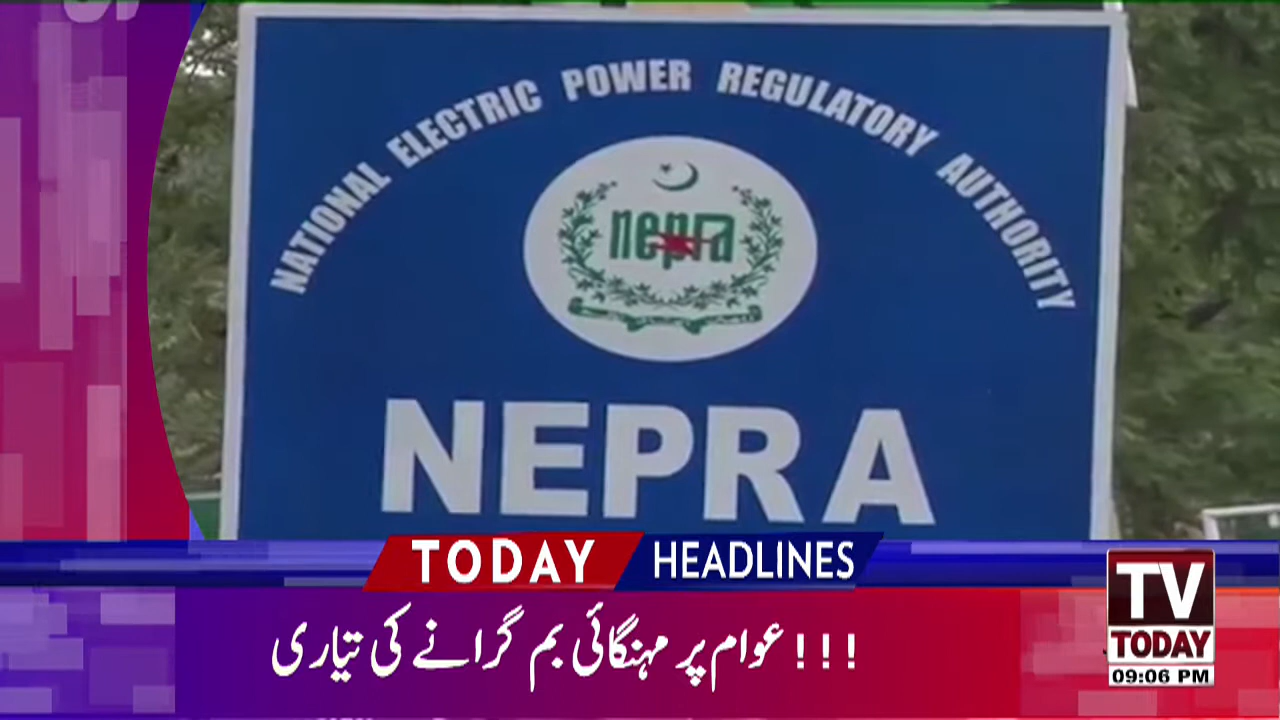 NATIONAL ELECTRIC POWER REGULATORY AUTHORITY
nepra
NEPRA
TODAY HEADLINES
عوام پر مہنگائی بم گرانے کی تیاری !!!
TV
TODAY
09:06 PM